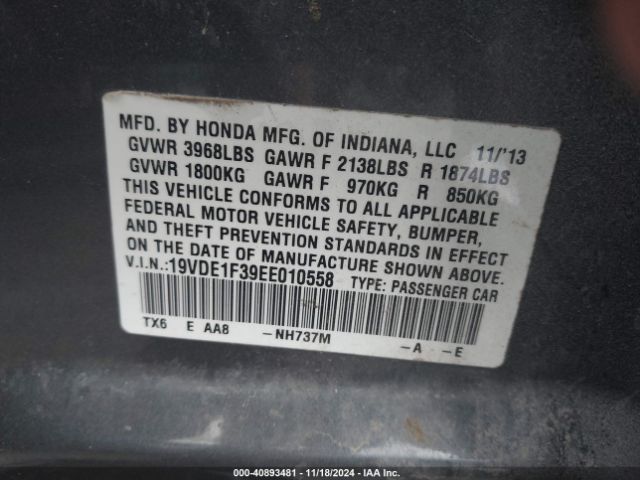 MFD. BY HONDA MFG. OF INDIANA, LLC 11/'13
GVWR 3968LBS GAWR F 2138LBS R 1874LBS
GVWR 1800KG GAWR F 970KG R 850KG
THIS VEHICLE CONFORMS TO ALL APPLICABLE
FEDERAL MOTOR VEHICLE SAFETY, BUMPER,
AND THEFT PREVENTION STANDARDS IN EFFECT
ON THE DATE OF MANUFACTURE SHOWN ABOVE.
V.I.N.:19VDE1F39EE010558 TYPE: PASSENGER CAR
TX6 E AA8 -NH737M -A -E
000-40893481 - 11/18/2024 - IAA Inc.